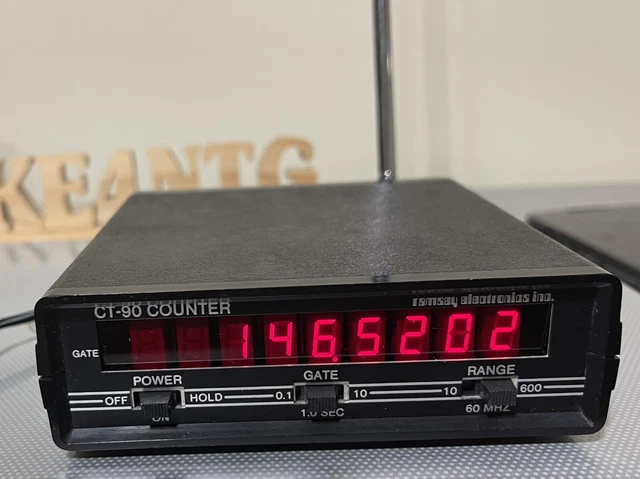 KE4NTG
CT-90 COUNTER
ramsey electronics inc.
GATE
146.5202
POWER
GATE
RANGE
OFF HOLD 0.1 10 10 600
ON 1.0 SEC 60 MHZ